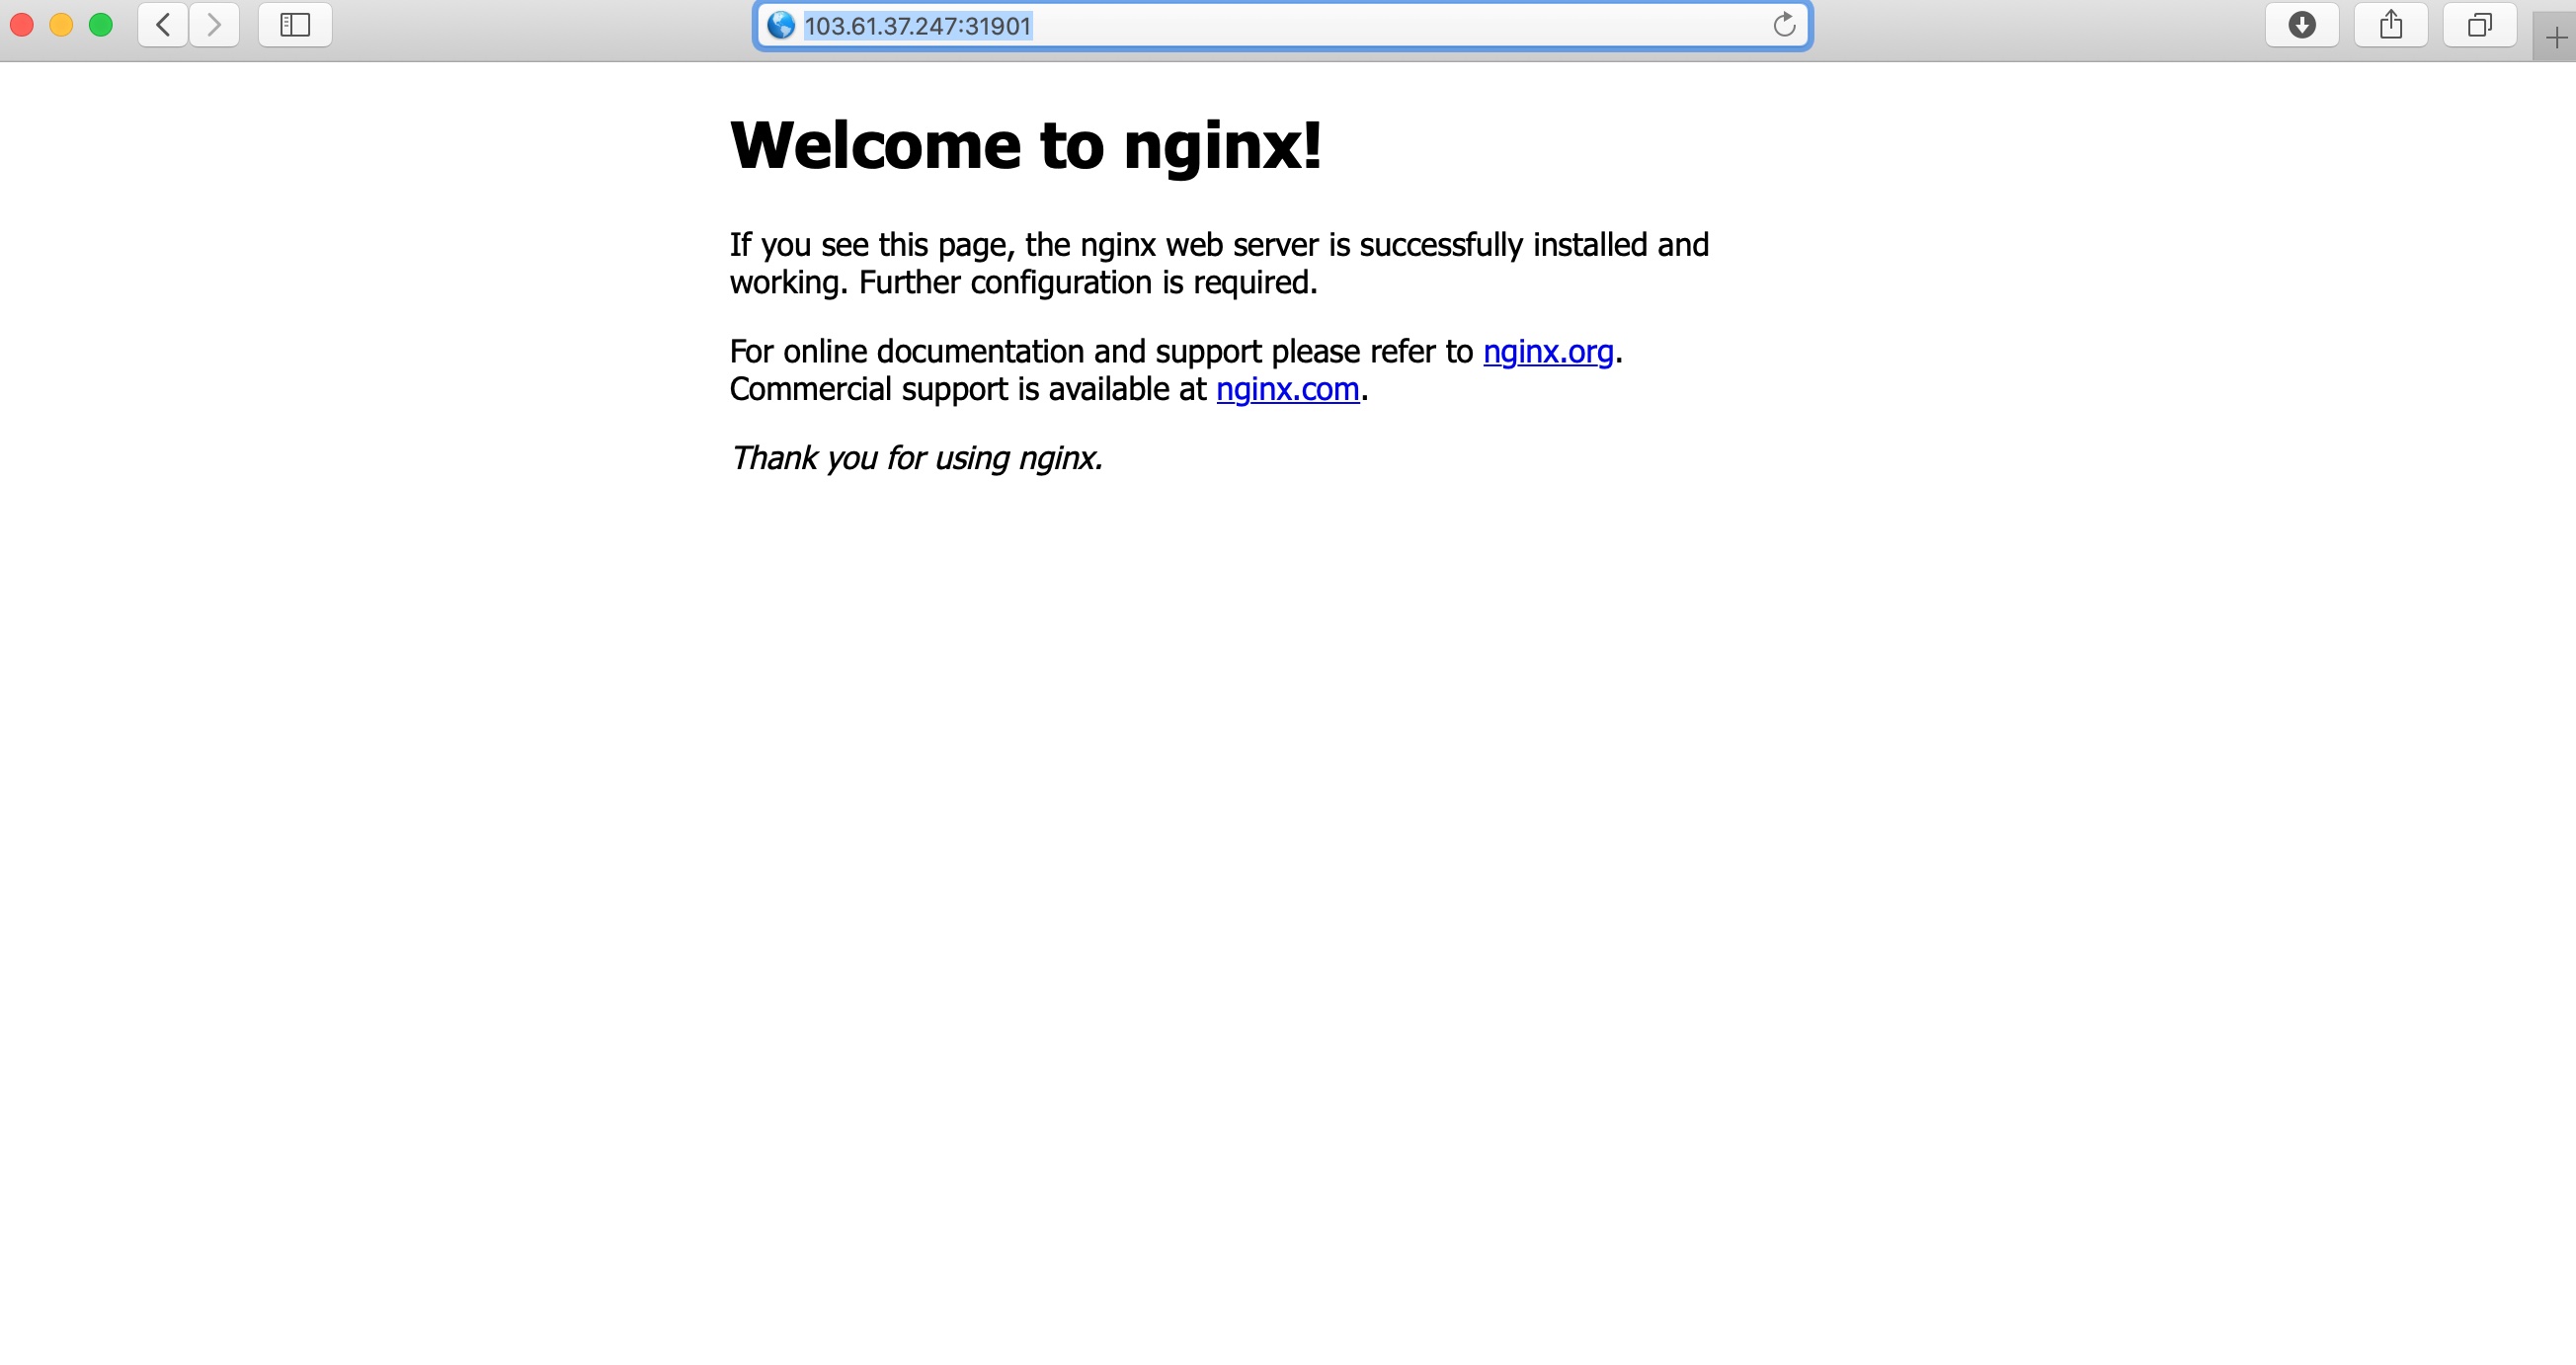 103.61.37.247:31901
Welcome to nginx!
If you see this page, the nginx web server is successfully installed and
working. Further configuration is required.
For online documentation and support please refer to nginx.org.
Commercial support is available at nginx.com.
Thank you for using nginx.